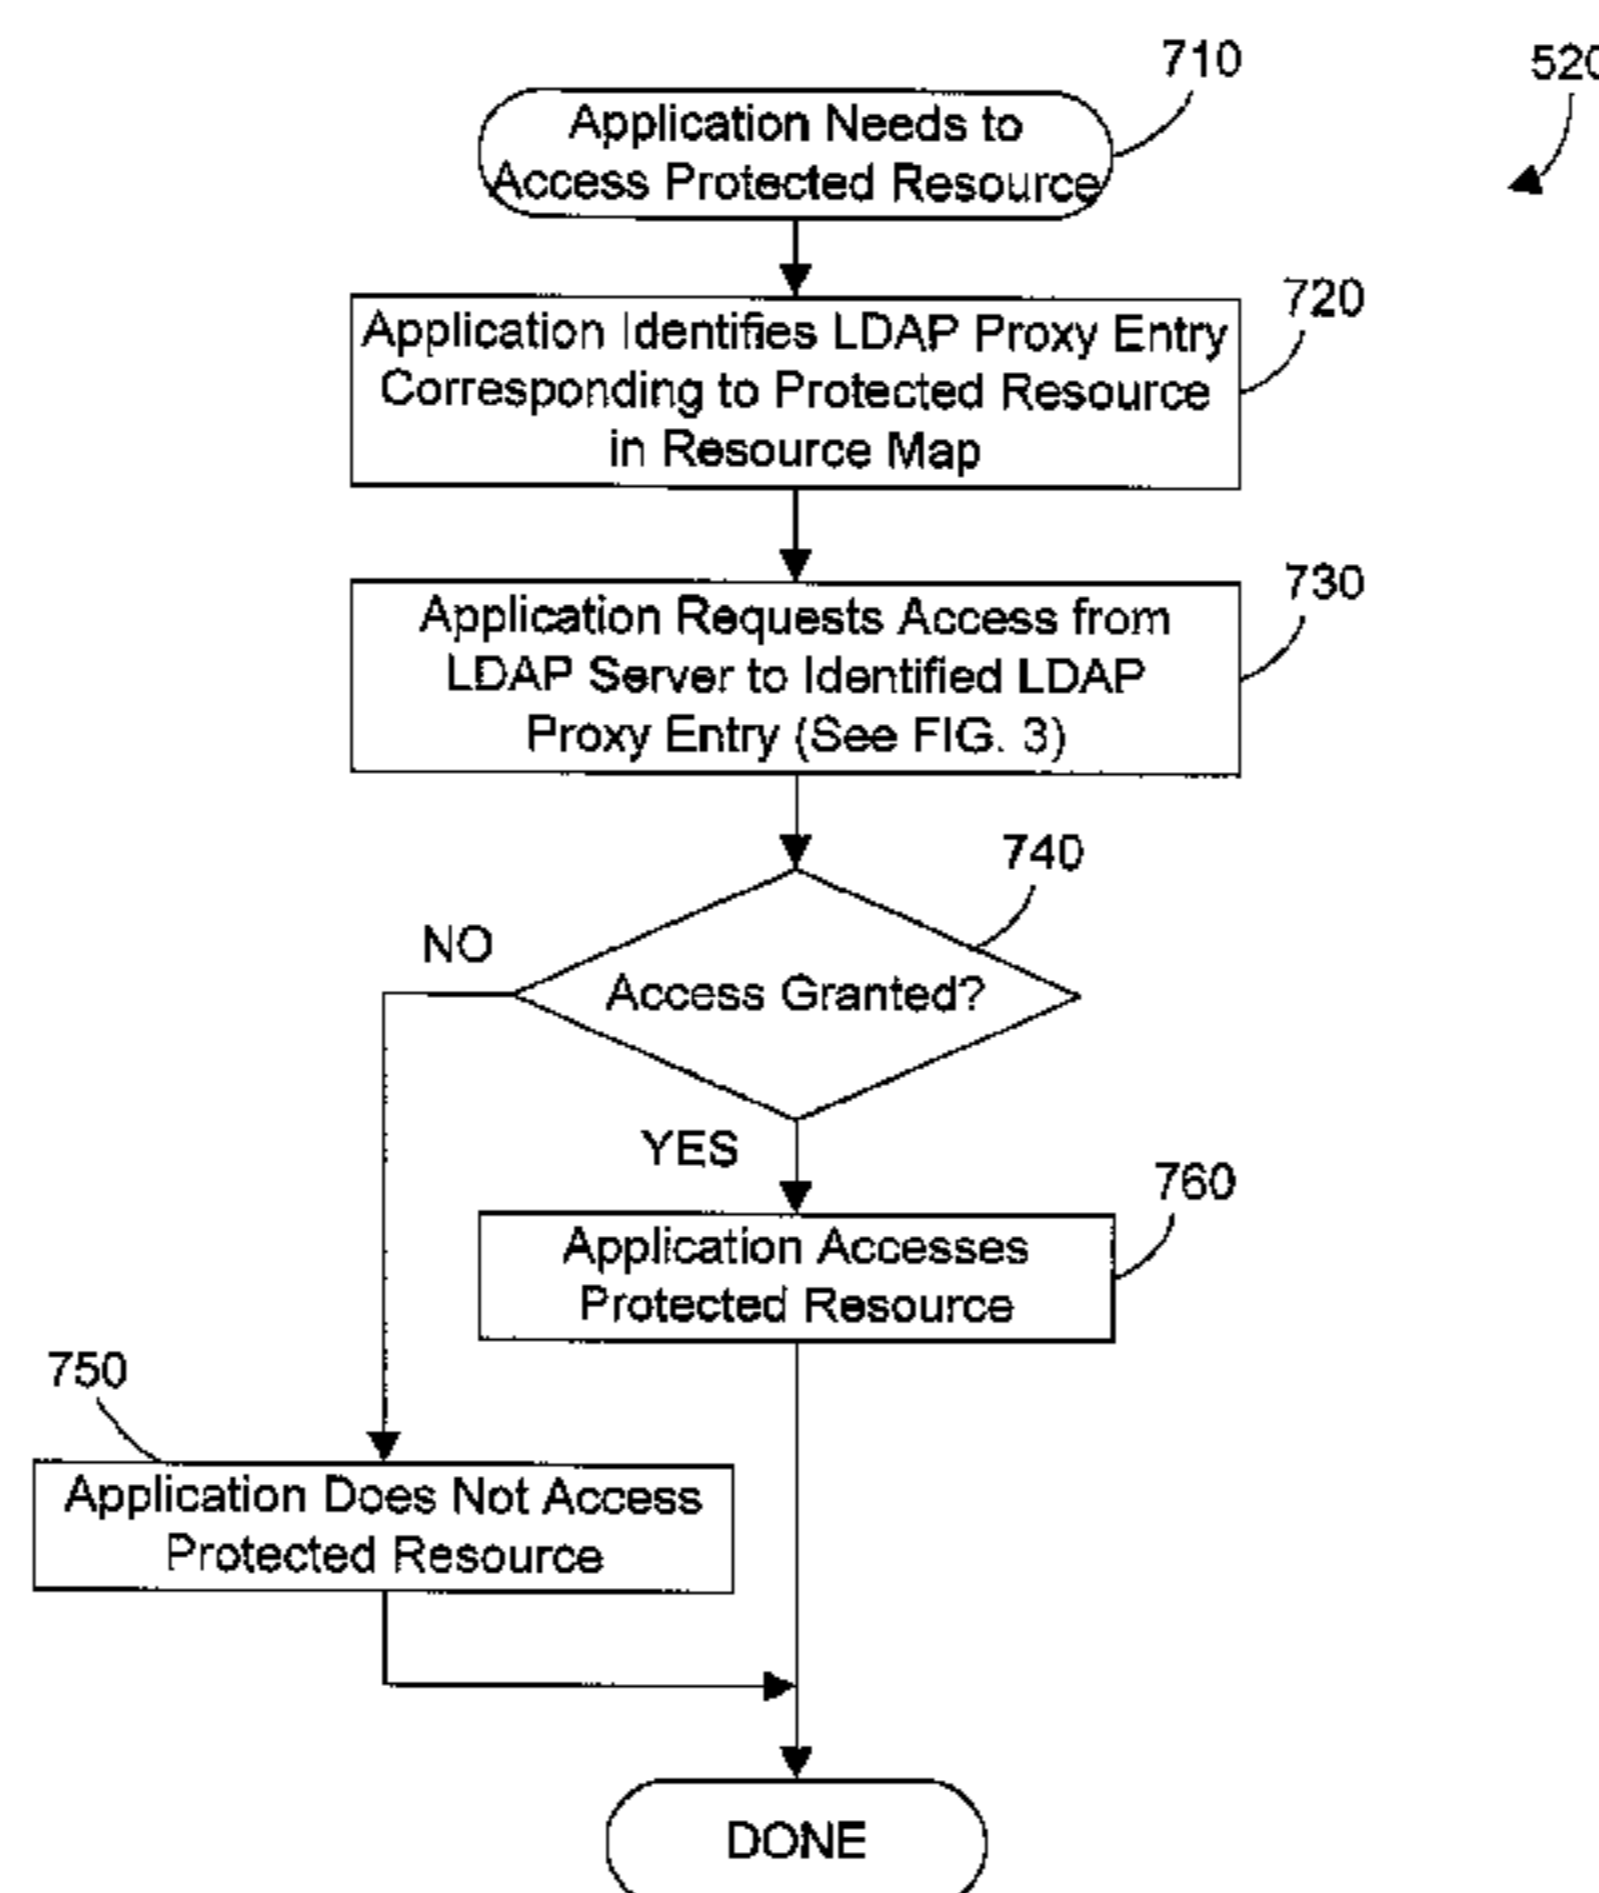 710
520
Application Needs to
Access Protected Resource
720
Application Identifies LDAP Proxy Entry
Corresponding to Protected Resource
in Resource Map
730
Application Requests Access from
LDAP Server to Identified LDAP
Proxy Entry (See FIG. 3)
740
NO
Access Granted?
YES
760
Application Accesses
Protected Resource
750
Application Does Not Access
Protected Resource
DONE